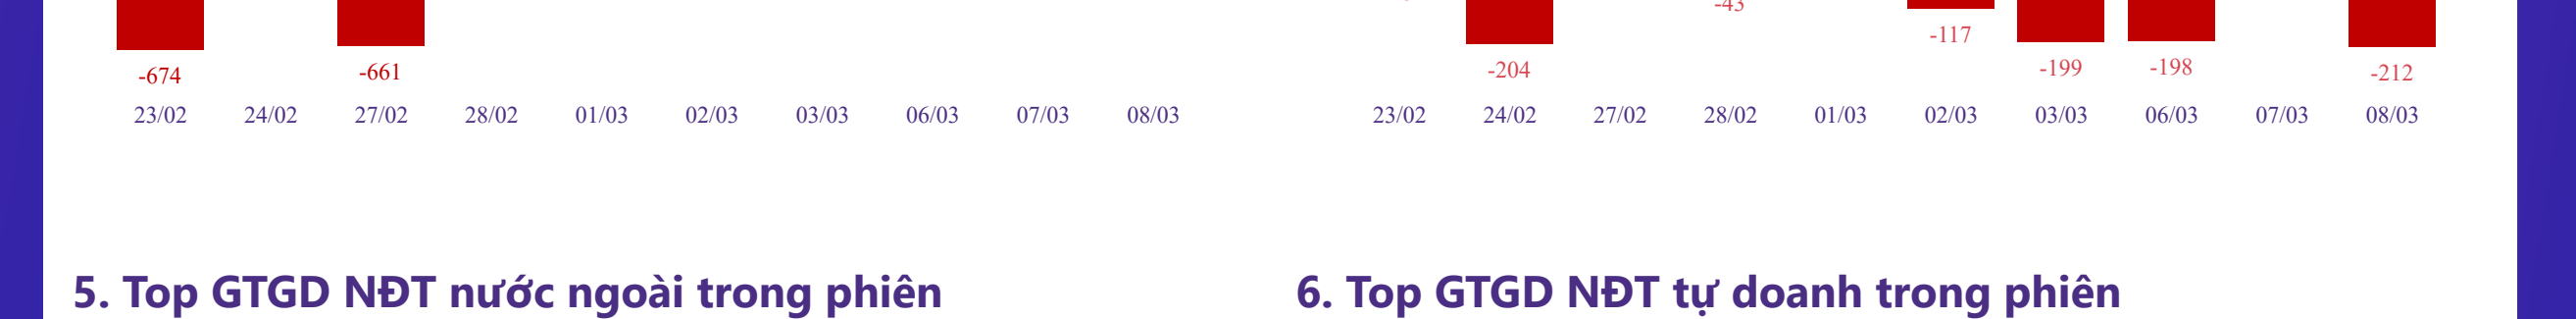 -43
-117
-674 -661 -204 -199 -198 -212
23/02 24/02 27/02 28/02 01/03 02/03 03/03 06/03 07/03 08/03 23/02 24/02 27/02 28/02 01/03 02/03 03/03 06/03 07/03 08/03
5. Top GTGD NĐT nước ngoài trong phiên
6. Top GTGD NĐT tự doanh trong phiên